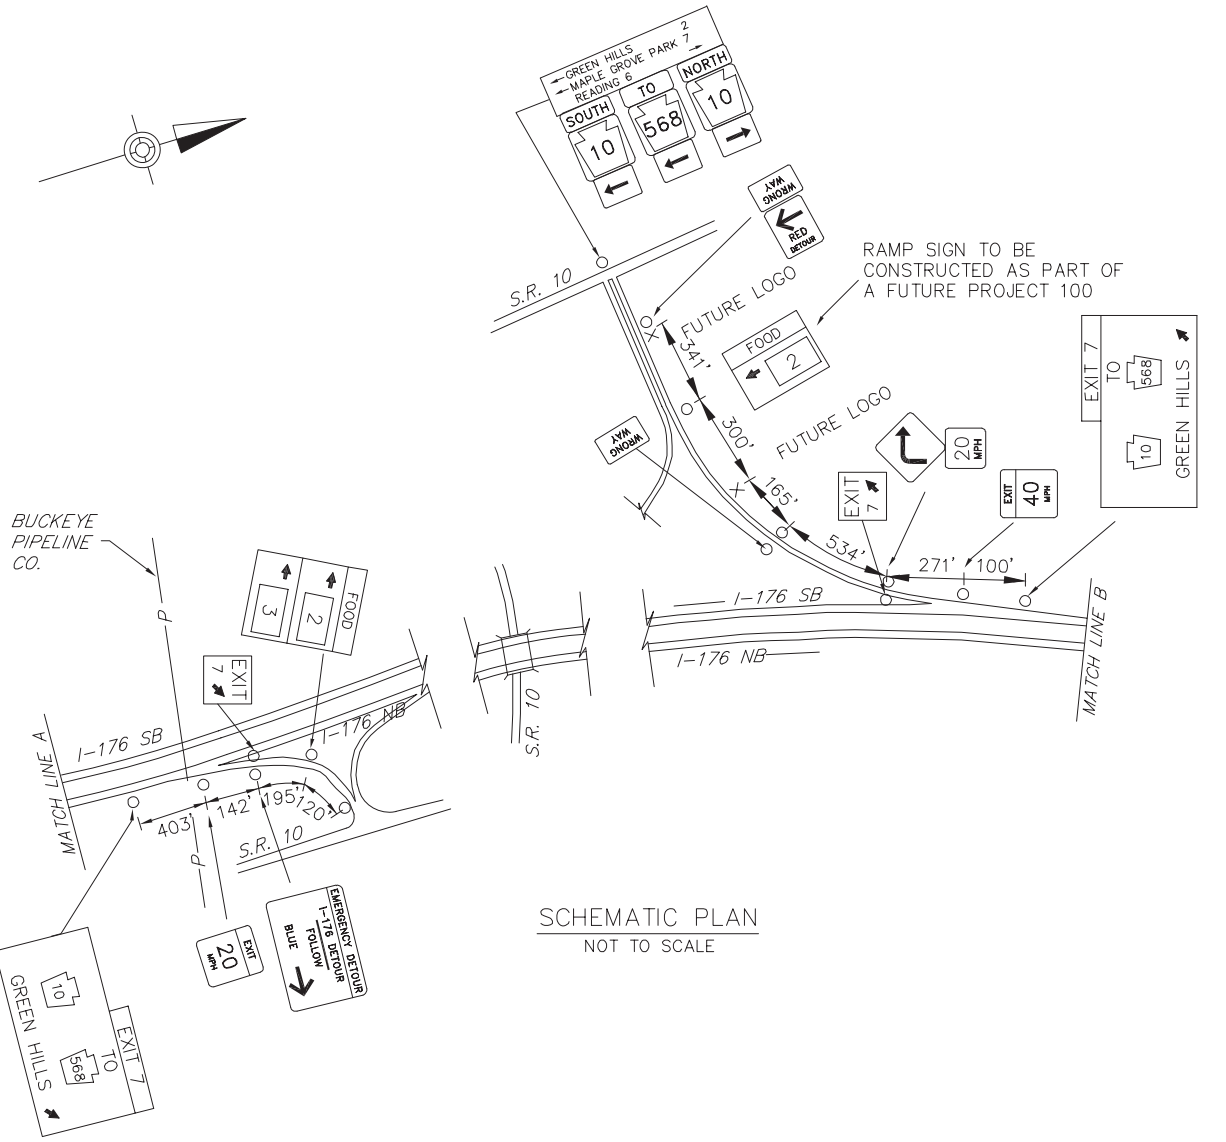 GREEN HILLS 2
MAPLE GROVE PARK 7
READING 6
SOUTH
10
TO
568
NORTH
10
WRONG
WAY
RED
DETOUR
S.R. 10
FUTURE LOGO
RAMP SIGN TO BE
CONSTRUCTED AS PART OF
A FUTURE PROJECT 100
FOOD
2
X
341'
300'
FUTURE LOGO
WRONG
WAY
X
165'
534'
EXIT
7
20
MPH
EXIT
40
MPH
EXIT 7
TO
568
10
GREEN HILLS
271'
100'
I-176 SB
I-176 NB
MATCH LINE B
BUCKEYE
PIPELINE
CO.
P
FOOD
2
3
EXIT
7
I-176 SB
I-176 NB
MATCH LINE A
S.R. 10
403'
142'
195'
120'
P
S.R. 10
EXIT
20
MPH
EMERGENCY DETOUR
I-176 DETOUR
FOLLOW
BLUE
EXIT 7
TO
10
568
GREEN HILLS
SCHEMATIC PLAN
NOT TO SCALE